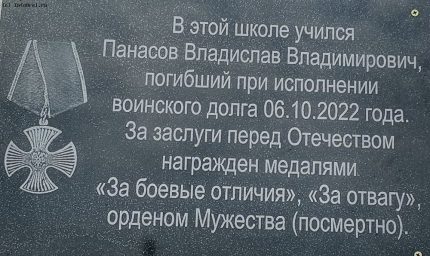 В этой школе учился
Панасов Владислав Владимирович,
погибший при исполнении
воинского долга 06.10.2022 года.
За заслуги перед Отечеством
награжден медалями
«За боевые отличия», «За отвагу»,
орденом Мужества (посмертно).